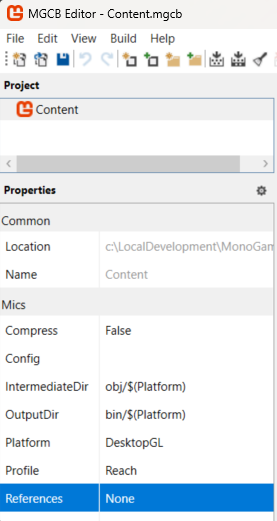 MGCB Editor - Content.mgcb
File Edit View Build Help
Project
Content
Properties
Common
Location c:\LocalDevelopment\MonoGam
Name Content
Mics
Compress False
Config
IntermediateDir obj/$(Platform)
OutputDir bin/$(Platform)
Platform DesktopGL
Profile Reach
References None